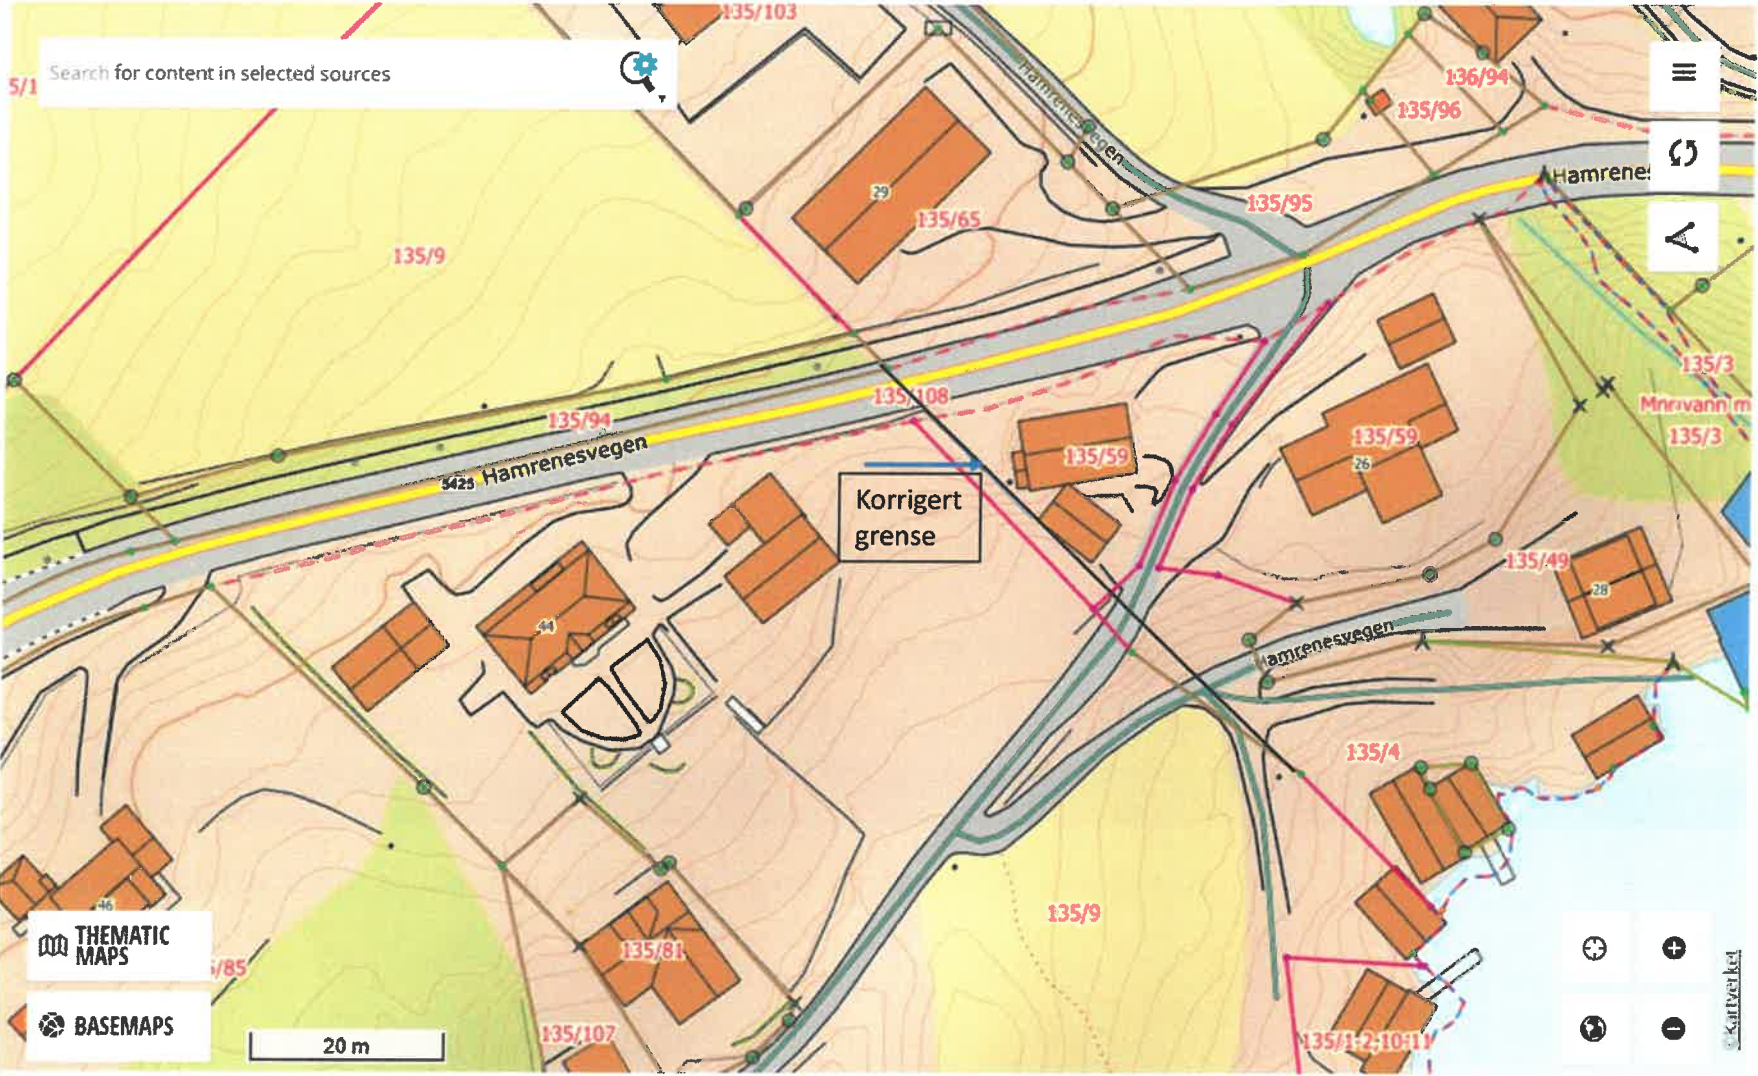 135/103
Search for content in selected sources
5/1
136/94
135/96
Hamrenesvegen
29
135/65
135/95
Hamrenes
135/9
135/3
135/108
135/94
5425 Hamrenesvegen
135/59
135/59
26
135/3
Korrigert
grense
135/49
28
44
Hamrenesvegen
135/4
46
135/9
THEMATIC
MAPS
135/81
5/85
BASEMAPS
20 m
135/107
135/1-2,10-11
©Kartverket